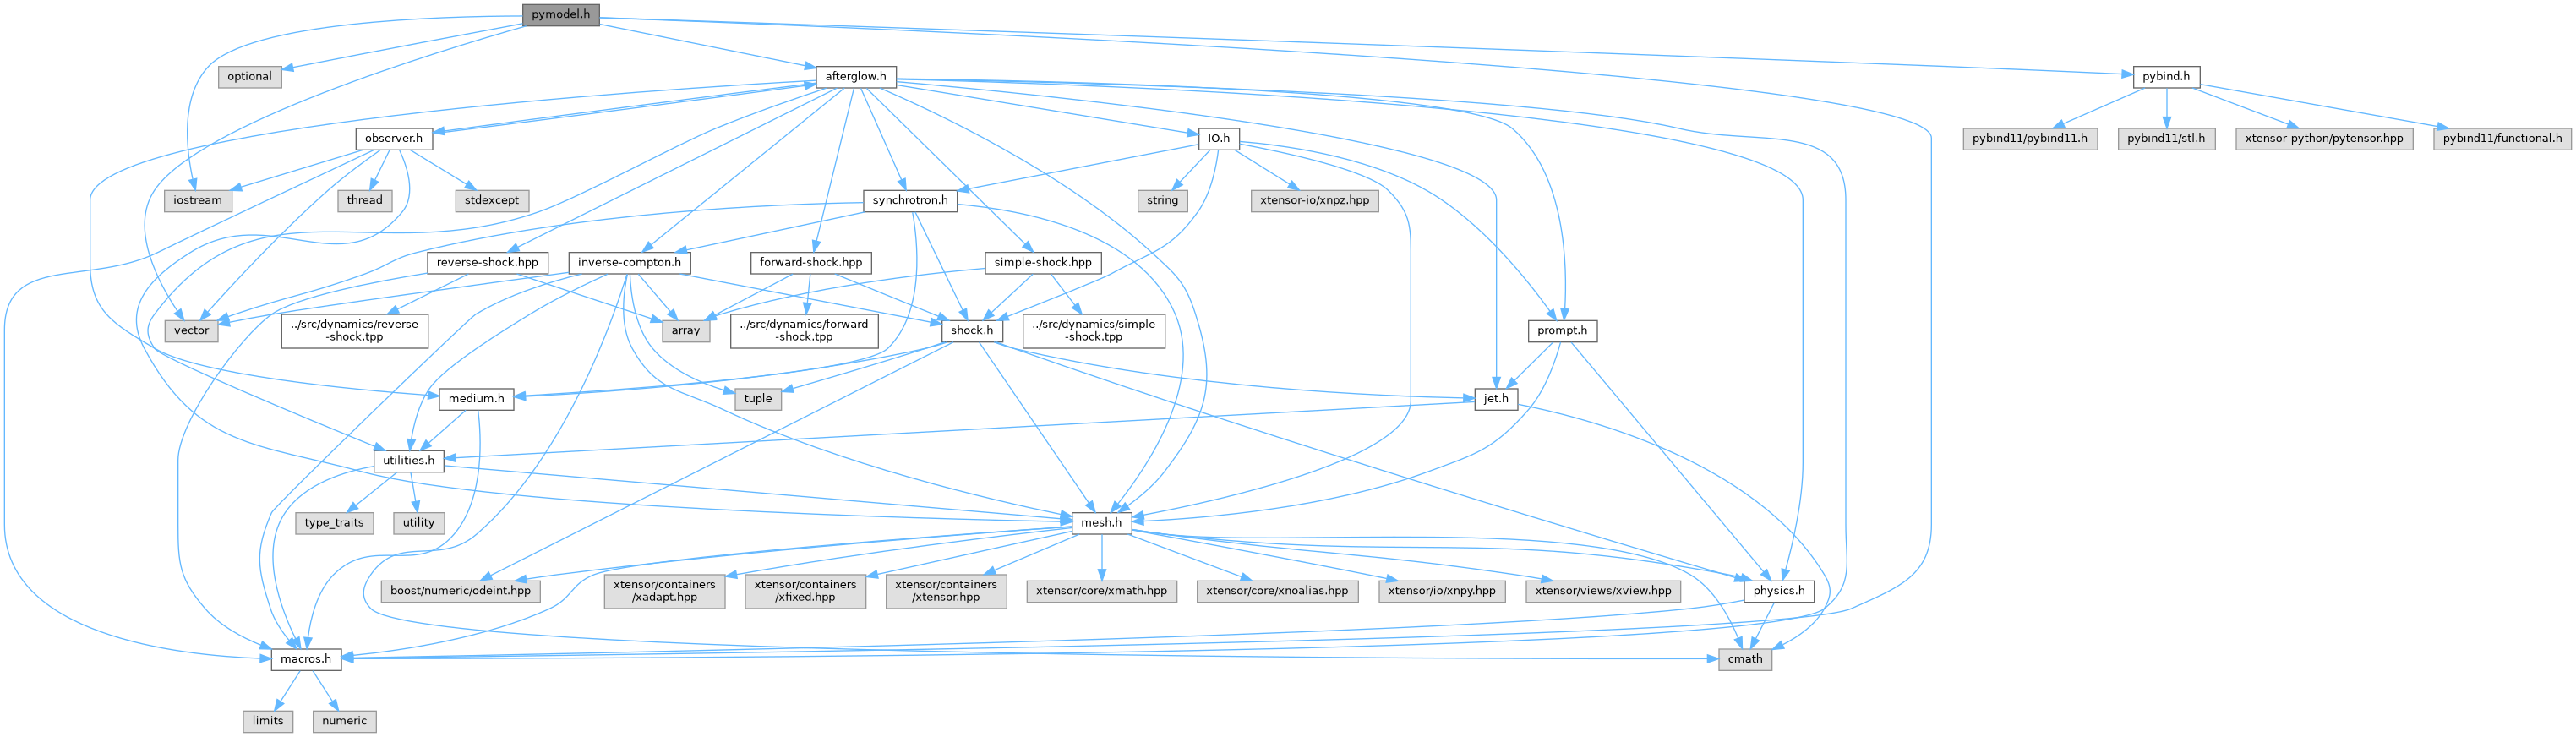 pymodel.h
optional
afterglow.h
pybind.h
observer.h
IO.h
pybind11/pybind11.h
pybind11/stl.h
xtensor-python/pytensor.hpp
pybind11/functional.h
iostream
thread
stdexcept
synchrotron.h
string
xtensor-io/xnpz.hpp
reverse-shock.hpp
inverse-compton.h
forward-shock.hpp
simple-shock.hpp
vector
../src/dynamics/reverse
-shock.tpp
array
../src/dynamics/forward
-shock.tpp
shock.h
../src/dynamics/simple
-shock.tpp
prompt.h
medium.h
tuple
jet.h
utilities.h
type_traits
utility
mesh.h
boost/numeric/odeint.hpp
xtensor/containers
/xadapt.hpp
xtensor/containers
/xfixed.hpp
xtensor/containers
/xtensor.hpp
xtensor/core/xmath.hpp
xtensor/core/xnoalias.hpp
xtensor/io/xnpy.hpp
xtensor/views/xview.hpp
physics.h
macros.h
cmath
limits
numeric